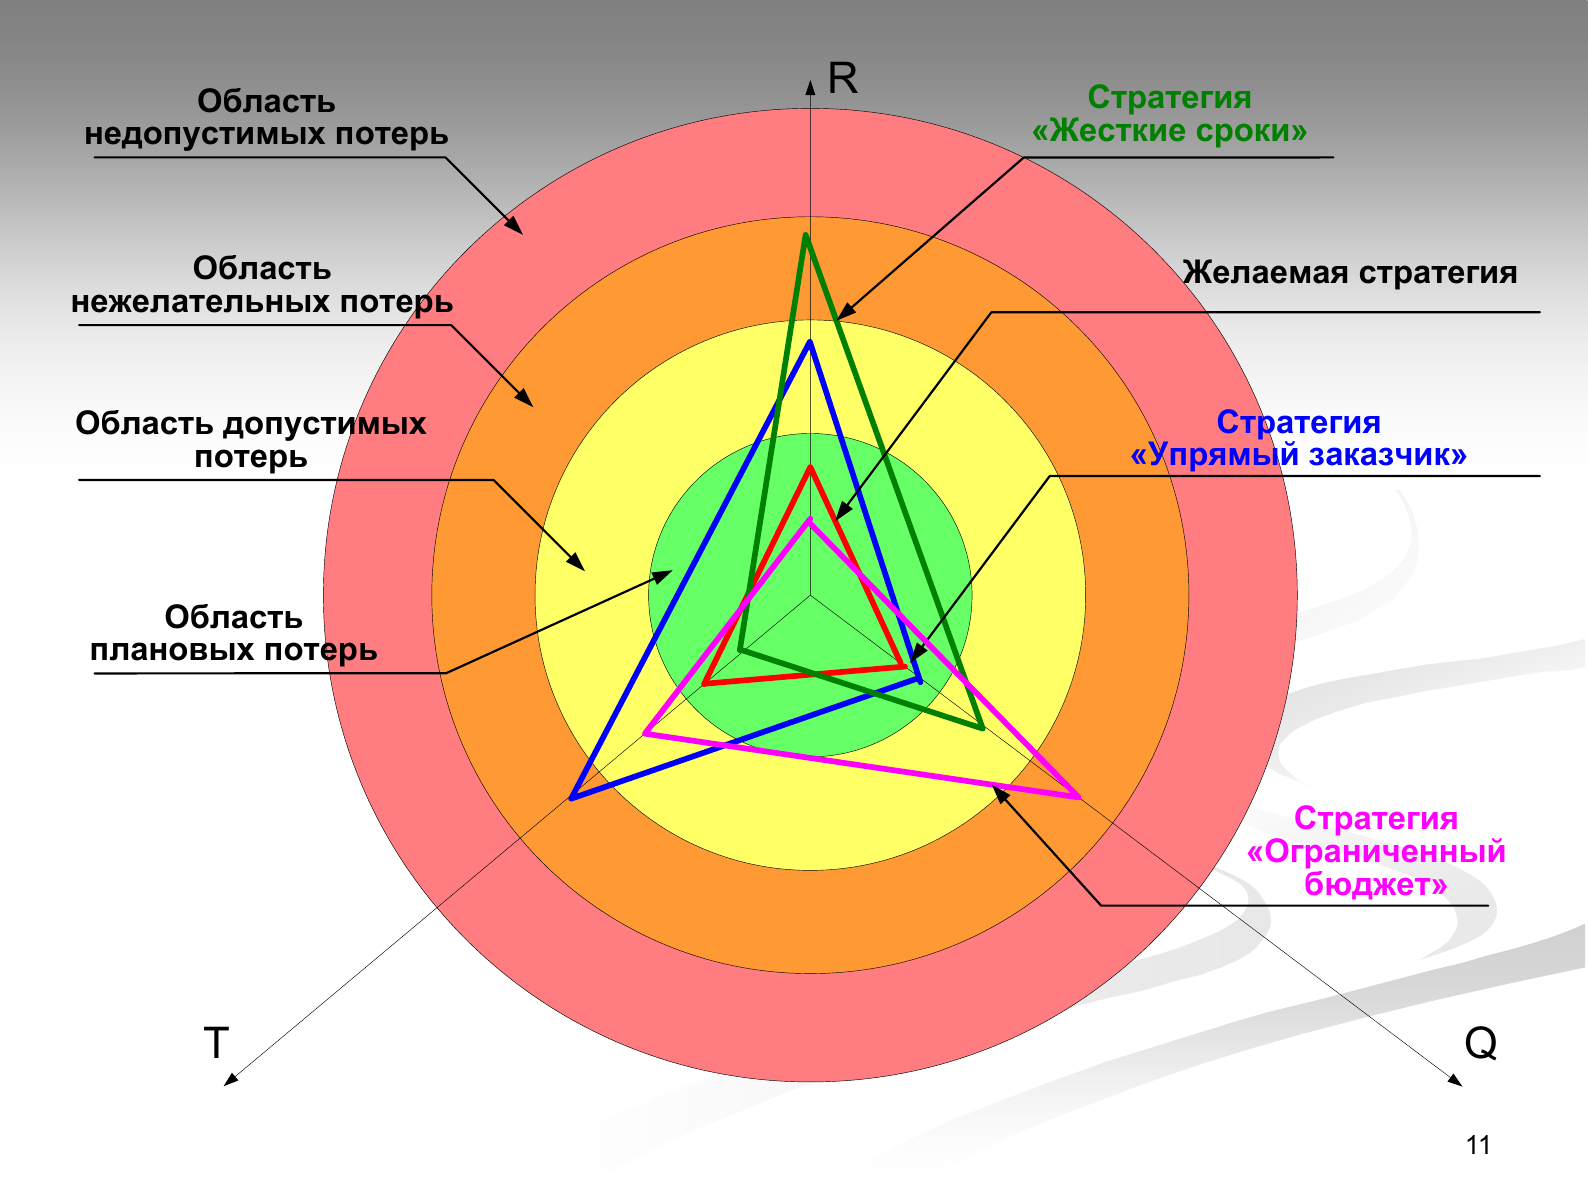 R
Область
недопустимых потерь
Стратегия
«Жесткие сроки»
Область
нежелательных потерь
Желаемая стратегия
Область допустимых
потерь
Стратегия
«Упрямый заказчик»
Область
плановых потерь
Стратегия
«Ограниченный
бюджет»
T
Q
11